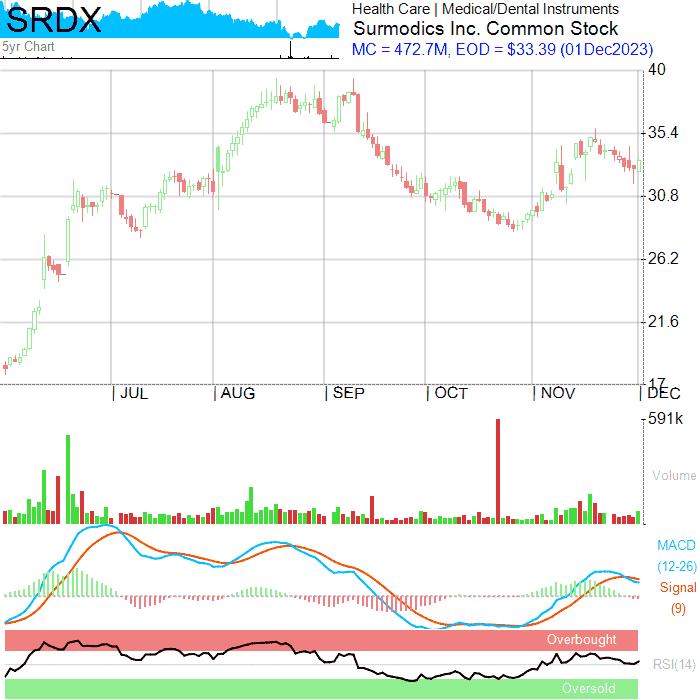 SRDX
Health Care | Medical/Dental Instruments
Surmodics Inc. Common Stock
5yr Chart
MC = 472.7M, EOD = $33.39 (01Dec2023)
40
35.4
30.8
26.2
21.6
17
JUL AUG SEP OCT NOV DEC
591k
Volume
MACD
(12-26)
Signal
(9)
Overbought
RSI(14)
Oversold